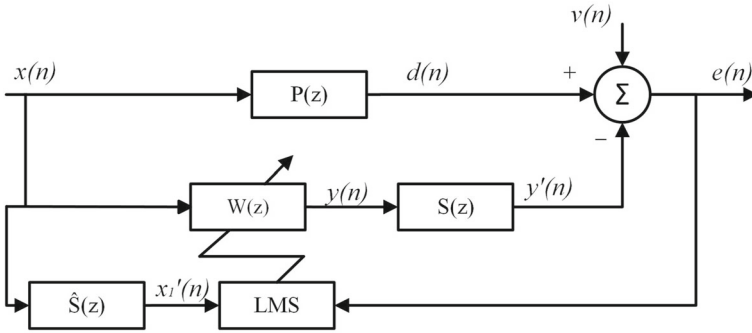 v(n)
x(n)
d(n)
e(n)
P(z)
+
Σ
−
W(z)
y(n)
S(z)
y'(n)
Ŝ(z)
x₁'(n)
LMS